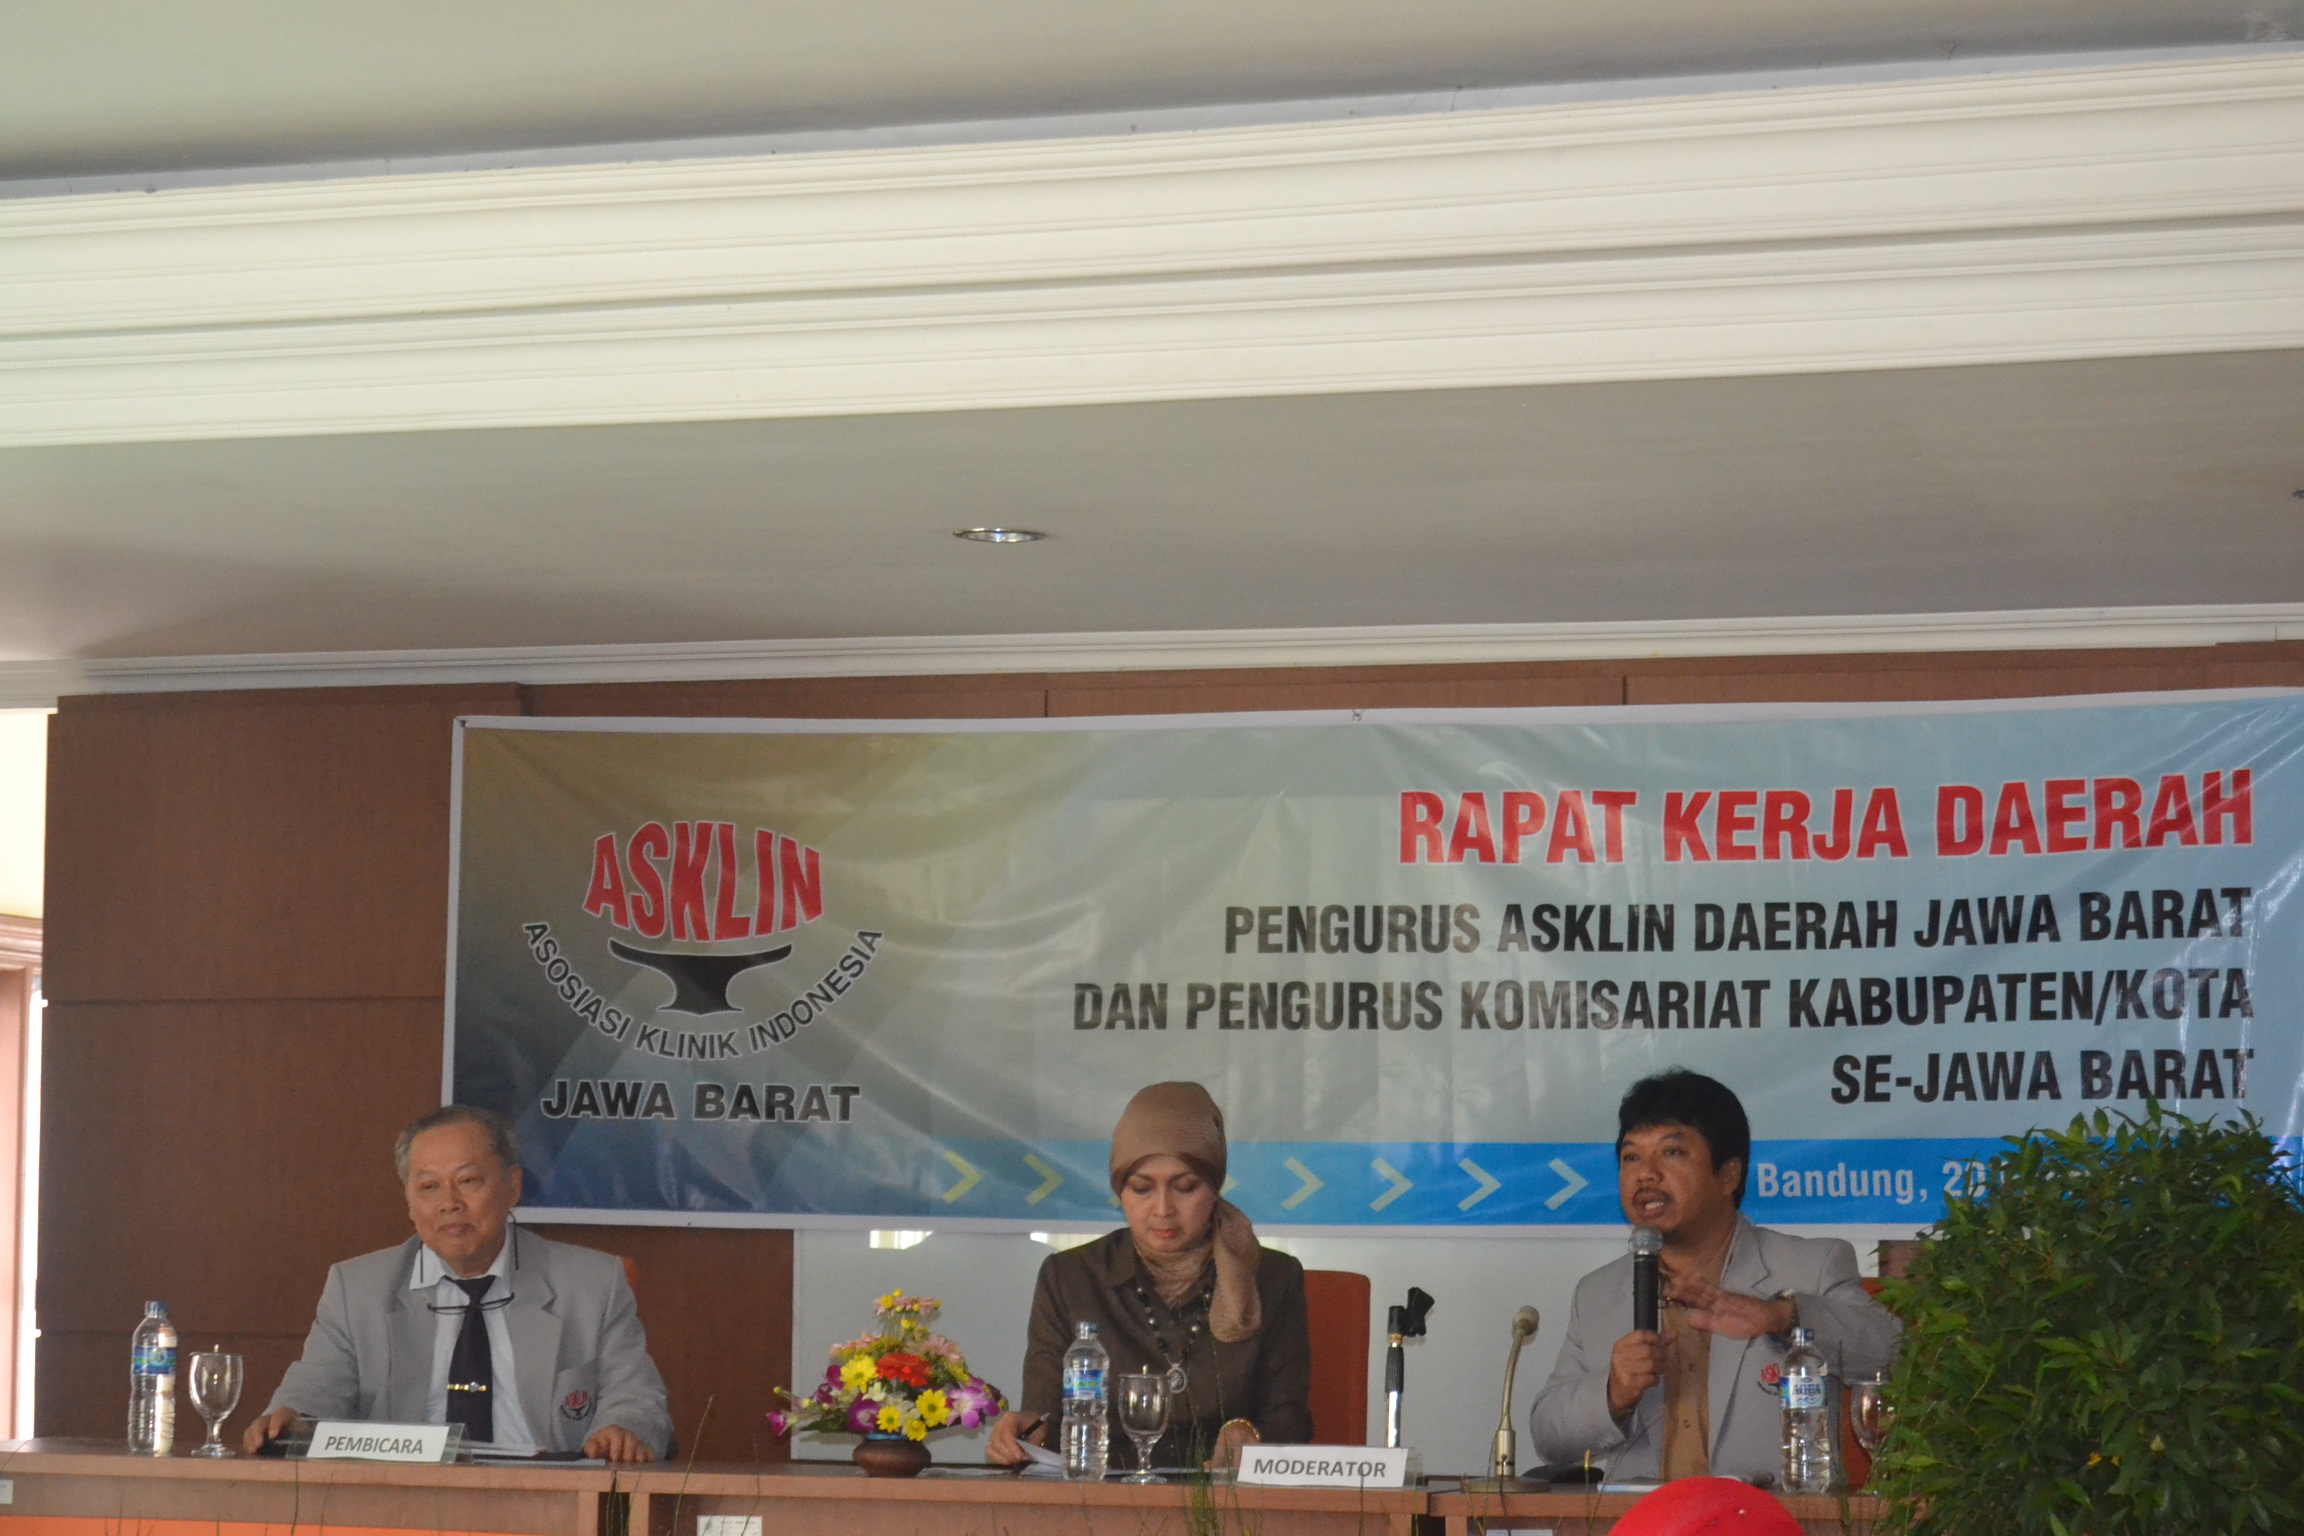 RAPAT KERJA DAERAH
PENGURUS ASKLIN DAERAH JAWA BARAT
DAN PENGURUS KOMISARIAT KABUPATEN/KOTA
SE-JAWA BARAT
Bandung,
ASKLIN
ASOSIASI KLINIK INDONESIA
JAWA BARAT
PEMBICARA
MODERATOR
AQUA